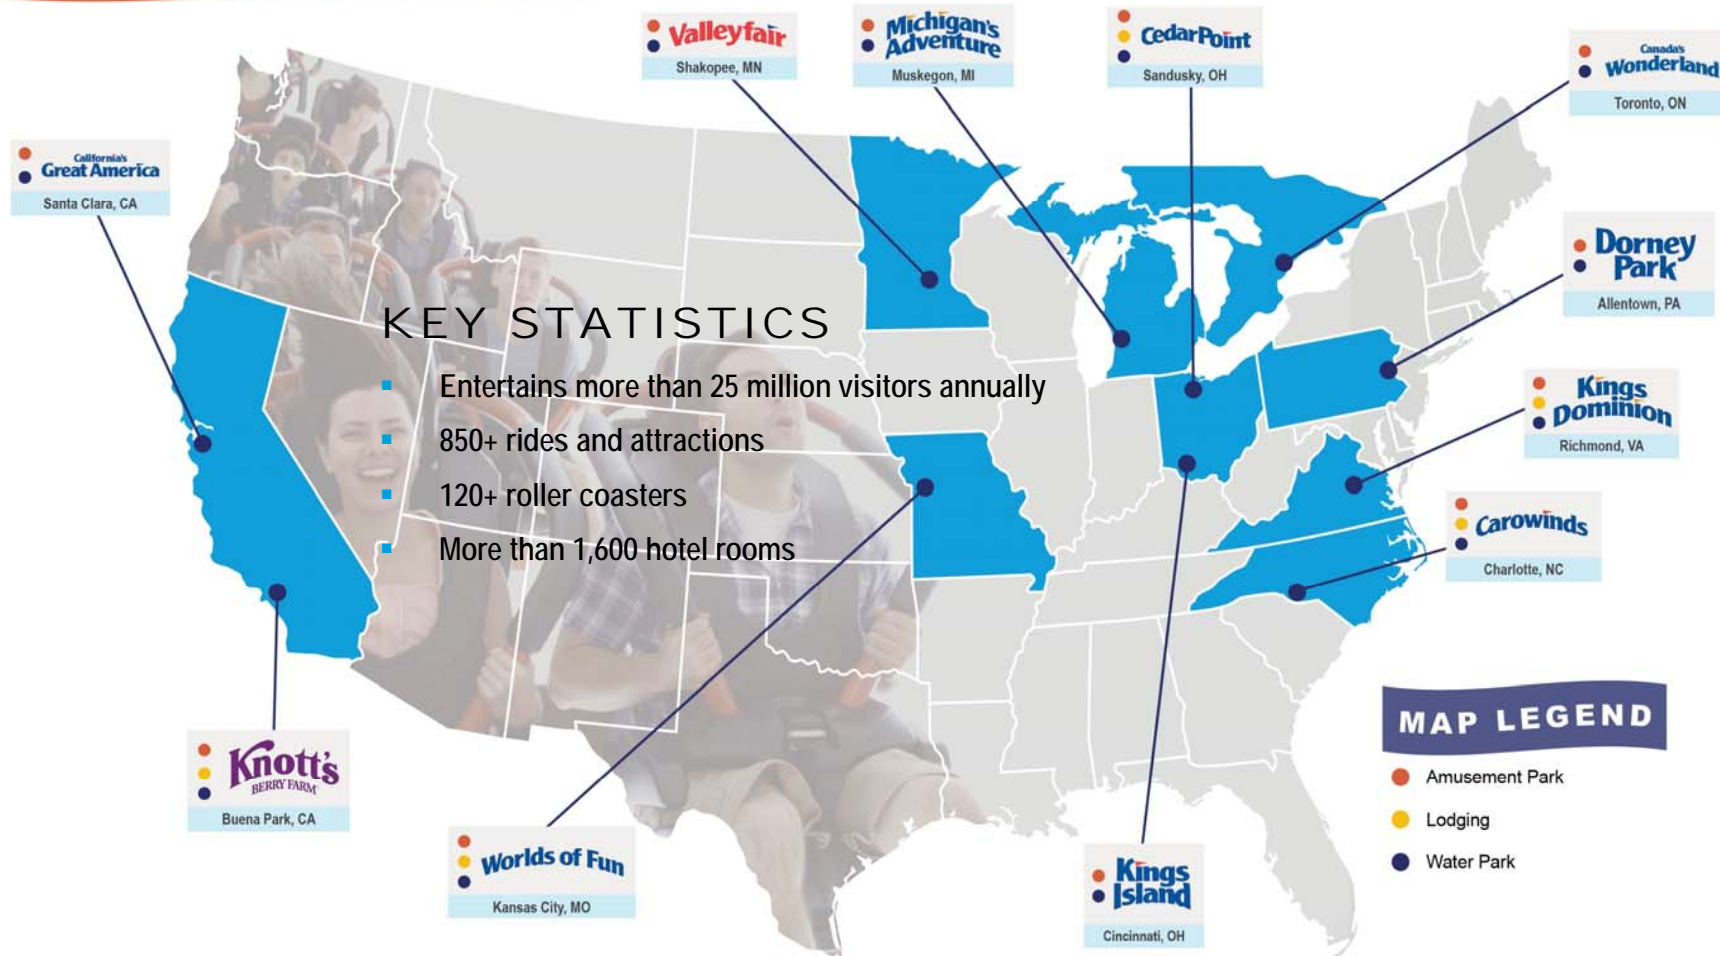 Valleyfair
Shakopee, MN
Michigan's
Adventure
Muskegon, MI
CedarPoint
Sandusky, OH
Canada's
Wonderland
Toronto, ON
California's
Great America
Santa Clara, CA
Dorney
Park
Allentown, PA
KEY STATISTICS
Entertains more than 25 million visitors annually
850+ rides and attractions
120+ roller coasters
More than 1,600 hotel rooms
Kings
Dominion
Richmond, VA
Carowinds
Charlotte, NC
Knott's
BERRY FARM
Buena Park, CA
Worlds of Fun
Kansas City, MO
Kings
Island
Cincinnati, OH
MAP LEGEND
Amusement Park
Lodging
Water Park